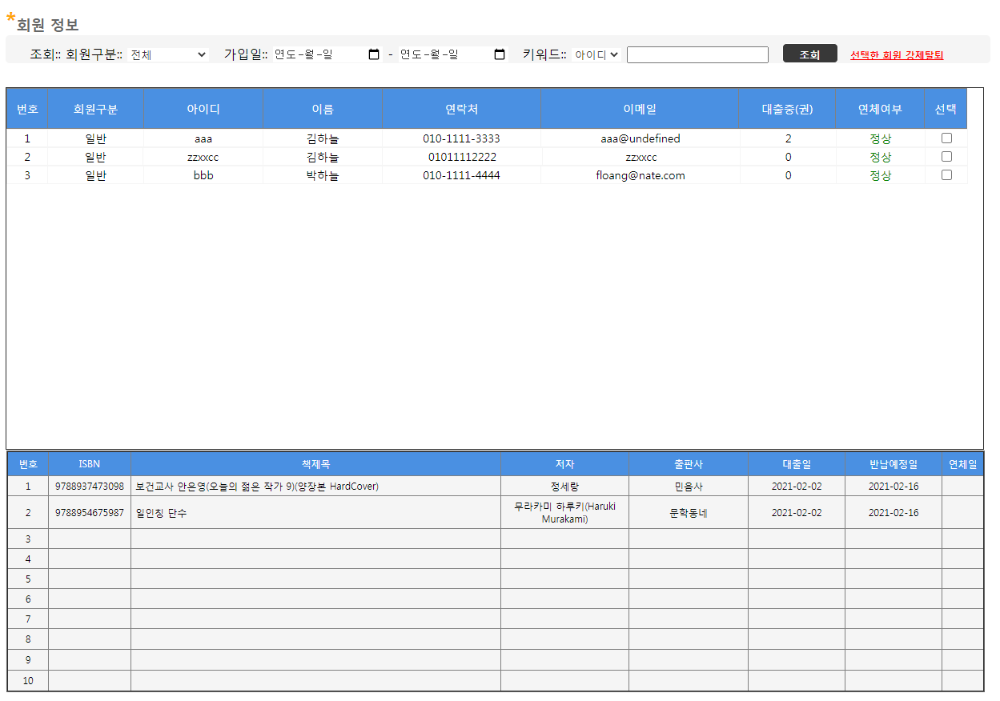 *회원 정보
조회:: 회원구분:: 전체 가입일:: 연도-월-일 - 연도-월-일 키워드:: 아이디 조회 선택한 회원 강제탈퇴
번호 회원구분 아이디 이름 연락처 이메일 대출중(권) 연체여부 선택
1 일반 aaa 김하늘 010-1111-3333 aaa@undefined 2 정상
2 일반 zzxxcc 김하늘 01011112222 zzxxcc 0 정상
3 일반 bbb 박하늘 010-1111-4444 floang@nate.com 0 정상
번호 ISBN 책제목 저자 출판사 대출일 반납예정일 연체일
1 9788937473098 보건교사 안은영(오늘의 젊은 작가 9)(양장본 HardCover) 정세랑 민음사 2021-02-02 2021-02-16
2 9788954675987 일인칭 단수 무라카미 하루키(Haruki Murakami) 문학동네 2021-02-02 2021-02-16
3
4
5
6
7
8
9
10